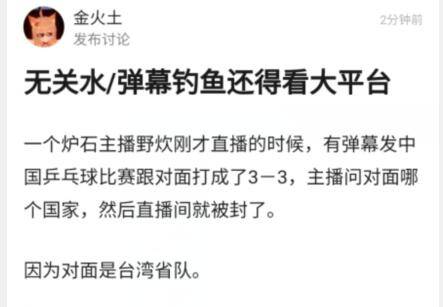 金火土
2分钟前
发布讨论
无关水/弹幕钓鱼还得看大平台
一个炉石主播野炊刚才直播的时候，有弹幕发中
国乒乓球比赛跟对面打成了3－3，主播问对面哪
个国家，然后直播间就被封了。
因为对面是台湾省队。